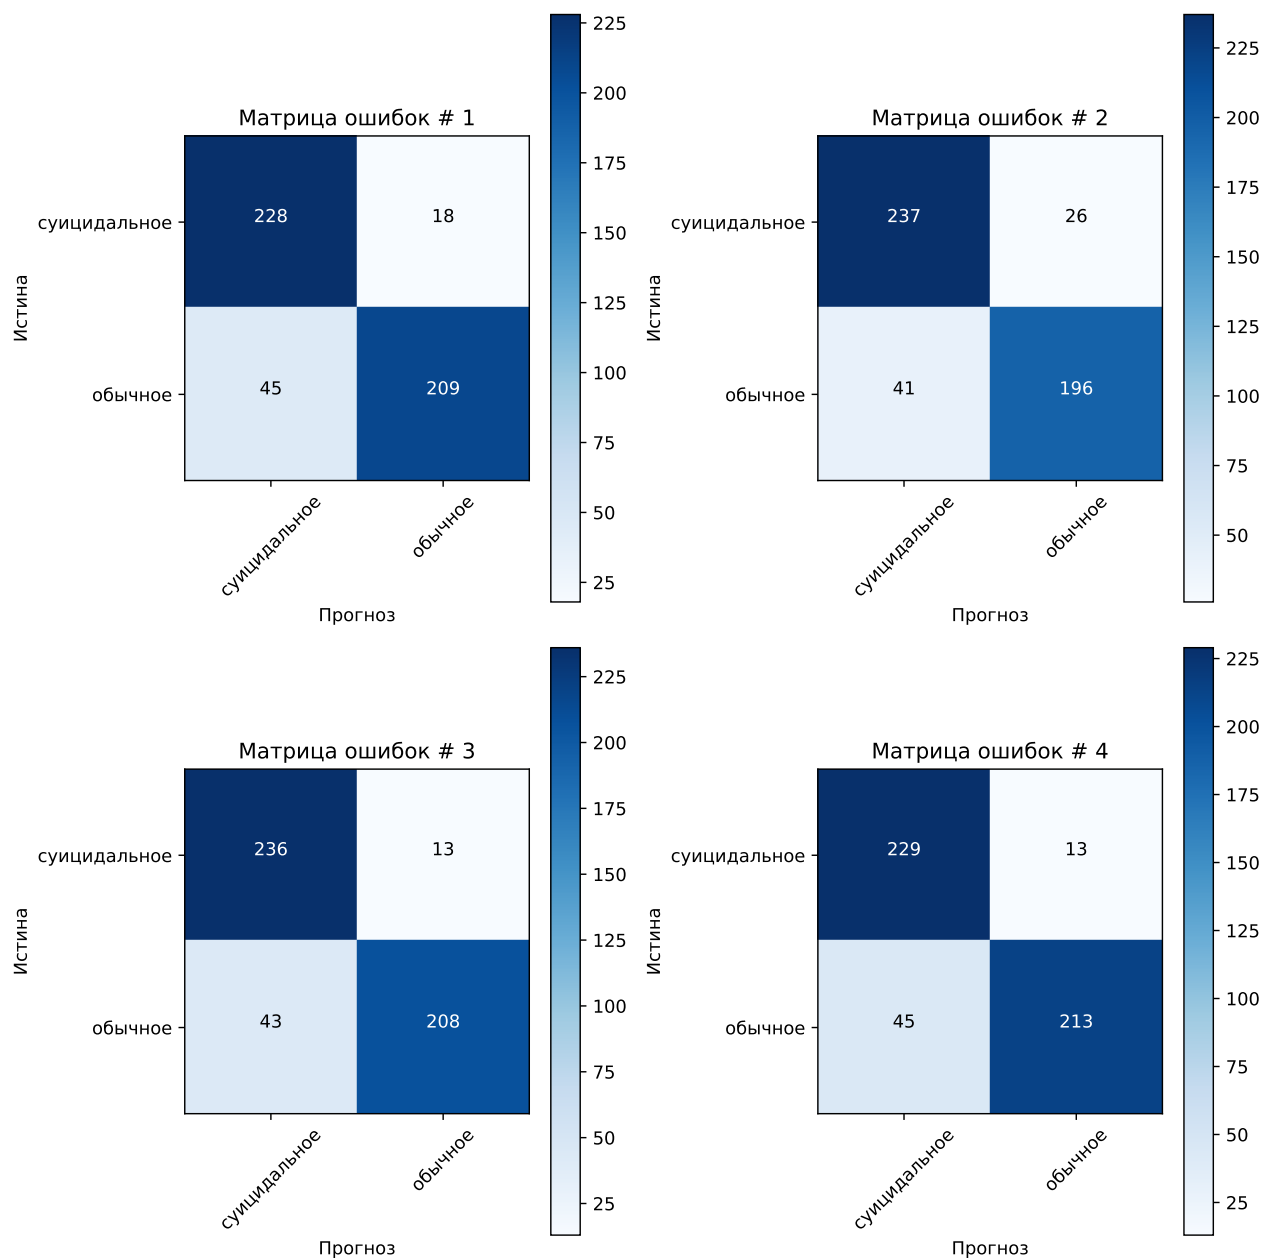 Матрица ошибок # 1
228 18
45 209
суицидальное
обычное
Истина
суицидальное
обычное
Прогноз
225
200
175
150
125
100
75
50
25
Матрица ошибок # 2
237 26
41 196
суицидальное
обычное
Истина
суицидальное
обычное
Прогноз
225
200
175
150
125
100
75
50
Матрица ошибок # 3
236 13
43 208
суицидальное
обычное
Истина
суицидальное
обычное
Прогноз
225
200
175
150
125
100
75
50
25
Матрица ошибок # 4
229 13
45 213
суицидальное
обычное
Истина
суицидальное
обычное
Прогноз
225
200
175
150
125
100
75
50
25